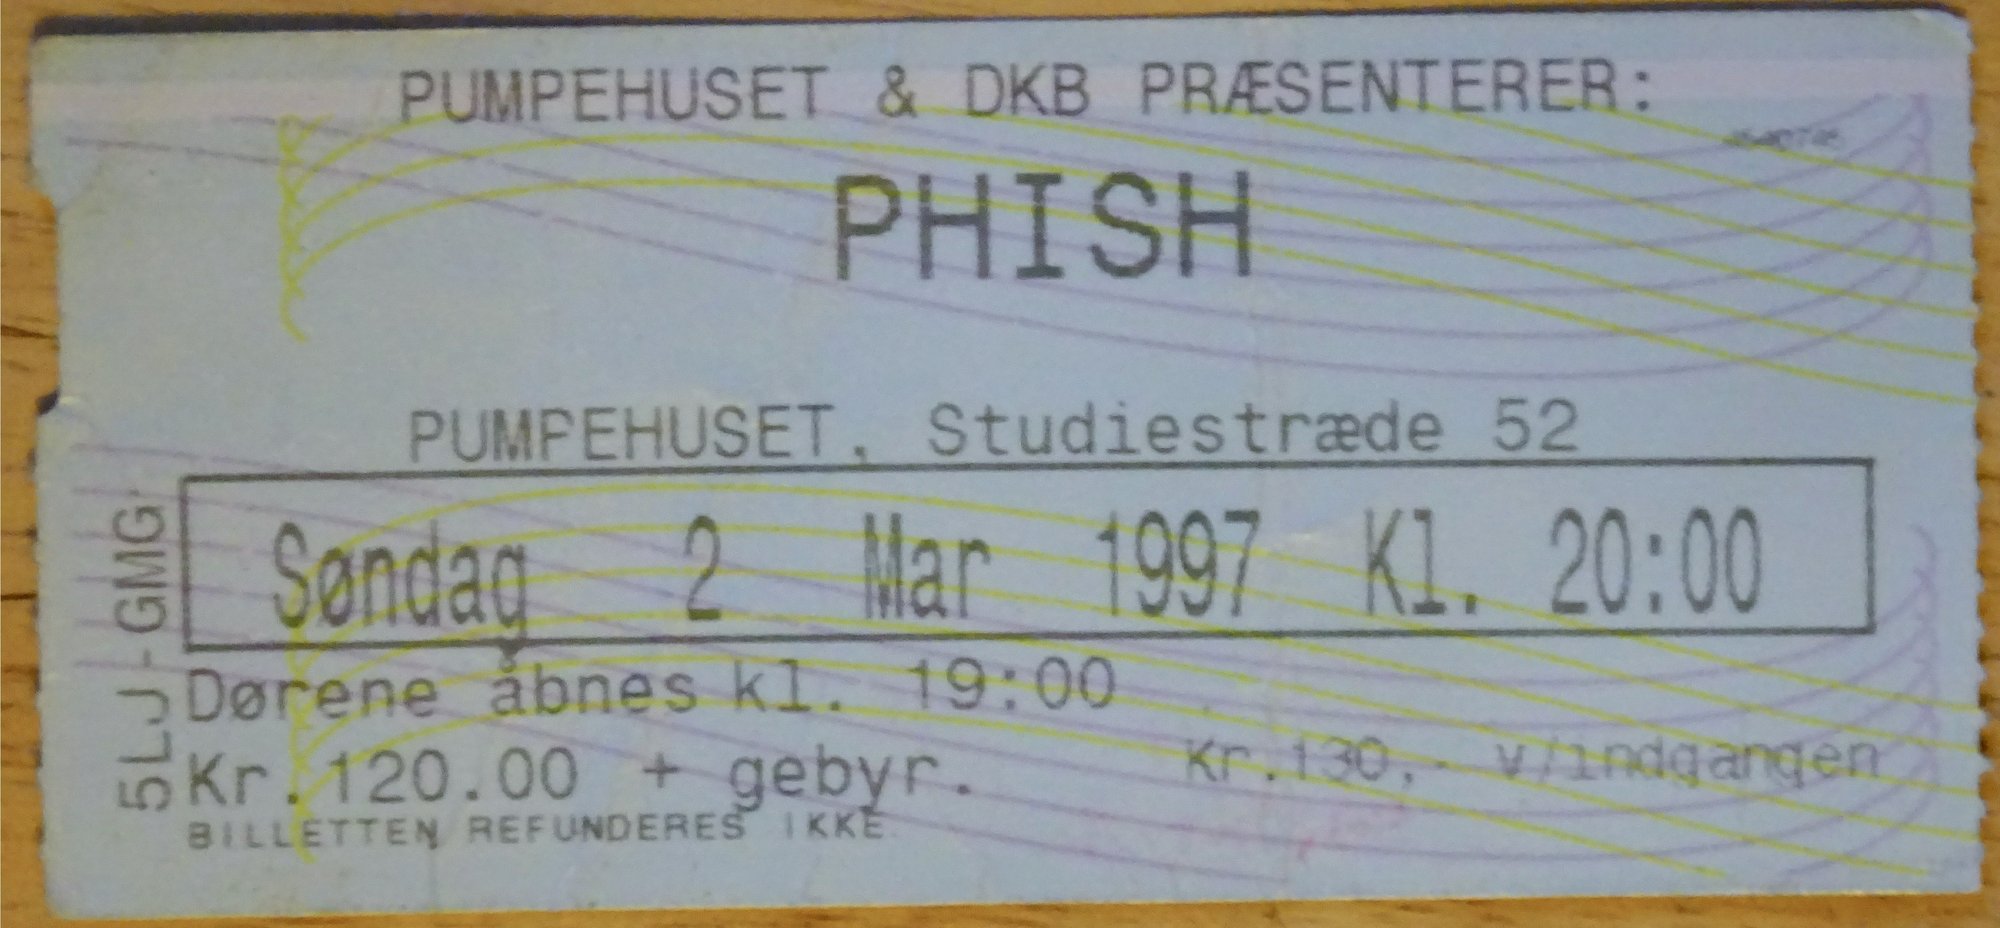 PUMPEHUSET & DKB PRÆSENTERER:
PHISH
PUMPEHUSET, Studiestræde 52
Søndag 2 Mar 1997 Kl. 20:00
Dørene åbnes kl. 19:00
Kr.120.00 + gebyr.
Kr.130,- v/indgangen
BILLETTEN REFUNDERES IKKE
5LJ-GMG